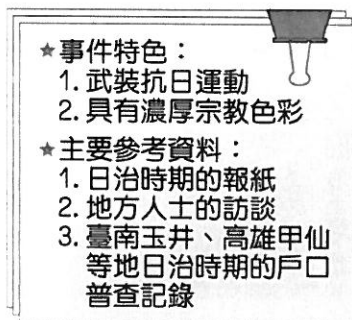 ★事件特色：
1. 武裝抗日運動
2. 具有濃厚宗教色彩
★主要參考資料：
1. 日治時期的報紙
2. 地方人士的訪談
3. 臺南玉井、高雄甲仙
等地日治時期的戶口
普查記錄